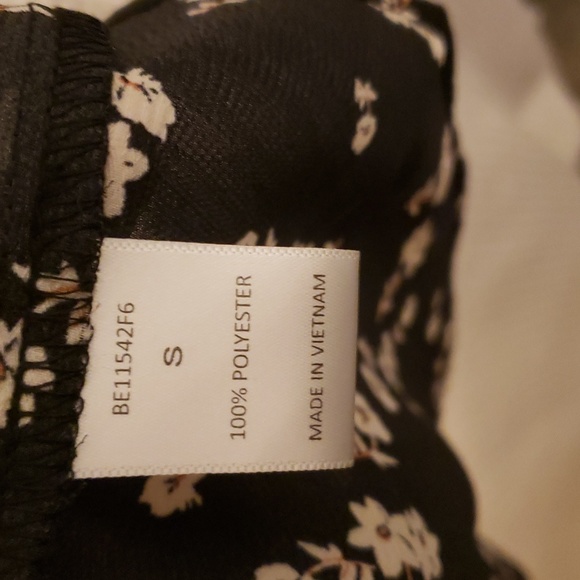 BE11542F6
S
100% POLYESTER
MADE IN VIETNAM